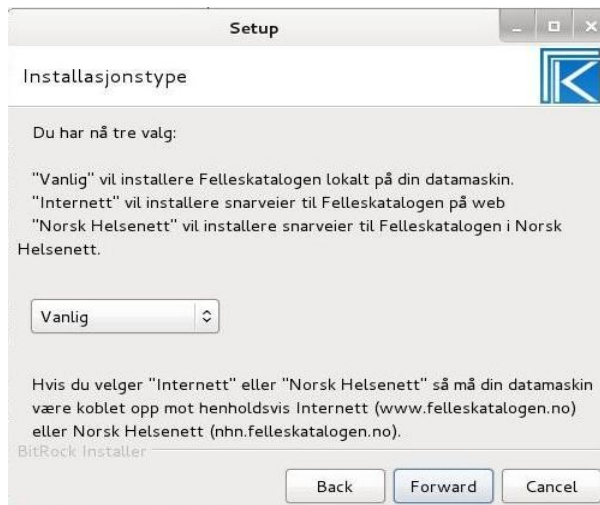 Setup
Installasjonstype
Du har nå tre valg:
"Vanlig" vil installere Felleskatalogen lokalt på din datamaskin.
"Internett" vil installere snarveier til Felleskatalogen på web
"Norsk Helsenett" vil installere snarveier til Felleskatalogen i Norsk
Helsenett.
Vanlig
Hvis du velger "Internett" eller "Norsk Helsenett" så må din datamaskin
være koblet opp mot henholdsvis Internett (www.felleskatalogen.no)
eller Norsk Helsenett (nhn.felleskatalogen.no).
BitRock Installer
Back Forward Cancel